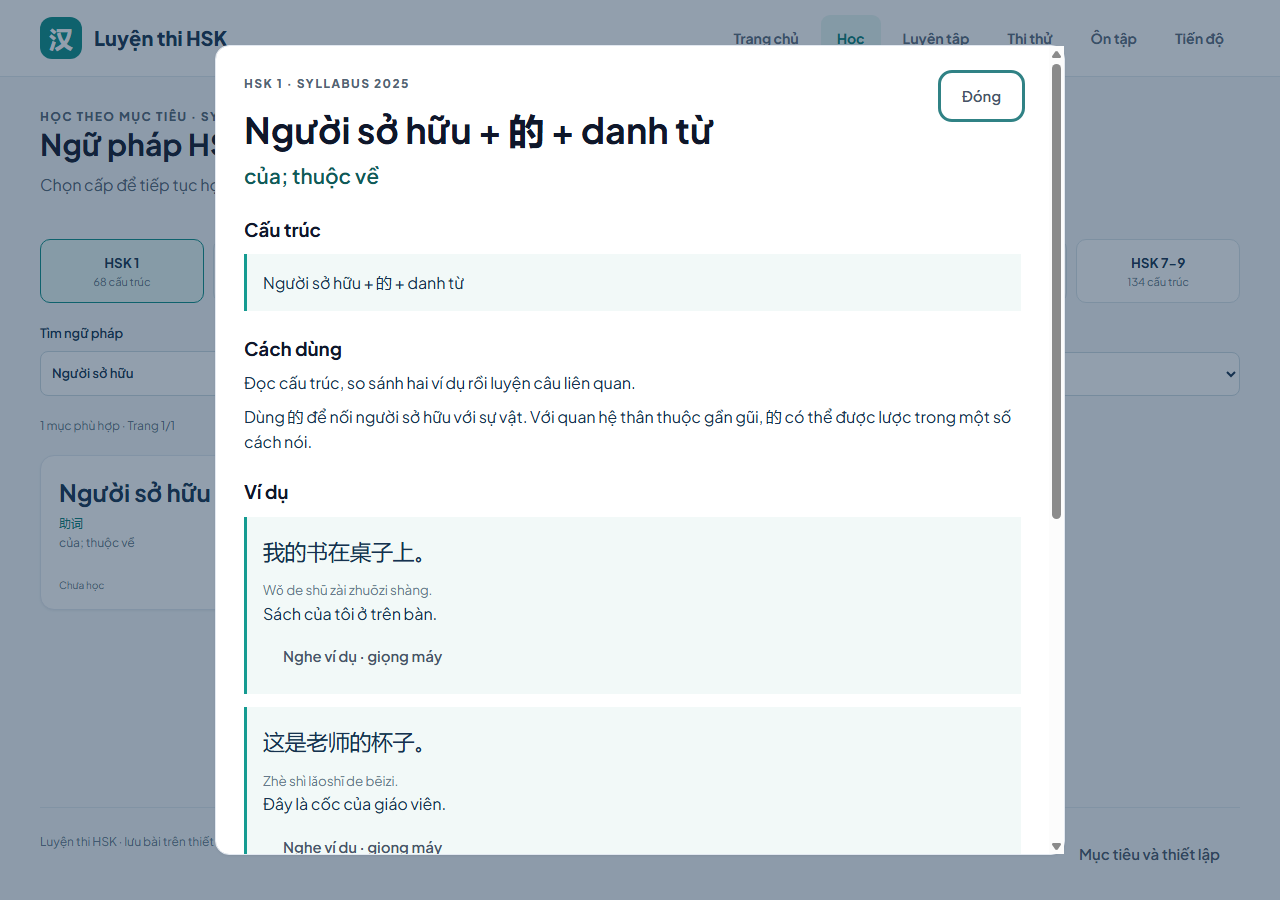 汉 Luyện thi HSK
Trang chủ Học Luyện tập Thi thử Ôn tập Tiến độ
HỌC THEO MỤC TIÊU · SY
Ngữ pháp HS
Chọn cấp để tiếp tục họ
HSK 1
68 cấu trúc
HSK 7–9
134 cấu trúc
Tìm ngữ pháp
Người sở hữu
1 mục phù hợp · Trang 1/1
Người sở hữu
助词
của; thuộc về
Chưa học
Luyện thi HSK · lưu bài trên thiết
Mục tiêu và thiết lập
HSK 1 · SYLLABUS 2025
Đóng
Người sở hữu + 的 + danh từ
của; thuộc về
Cấu trúc
Người sở hữu + 的 + danh từ
Cách dùng
Đọc cấu trúc, so sánh hai ví dụ rồi luyện câu liên quan.
Dùng 的 để nối người sở hữu với sự vật. Với quan hệ thân thuộc gần gũi, 的 có thể được lược trong một số
cách nói.
Ví dụ
我的书在桌子上。
Wǒ de shū zài zhuōzi shàng.
Sách của tôi ở trên bàn.
Nghe ví dụ · giọng máy
这是老师的杯子。
Zhè shì lǎoshī de bēizi.
Đây là cốc của giáo viên.
Nghe ví dụ · giọng máy